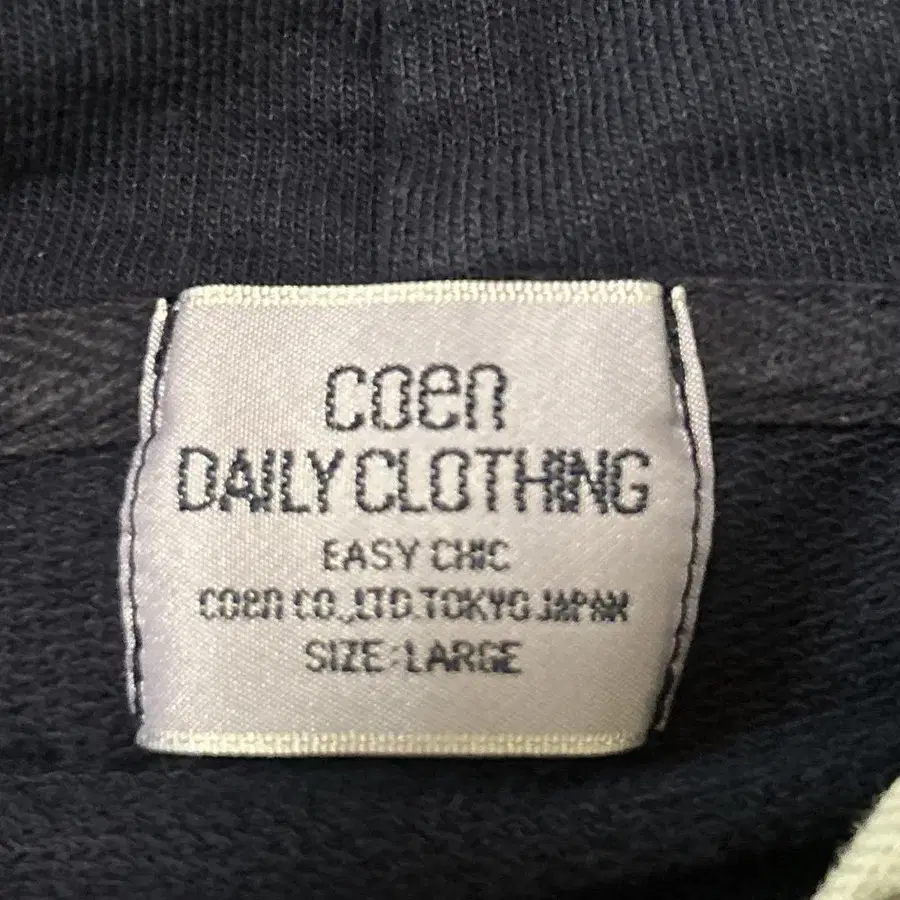 coen
DAILY CLOTHING
EASY CHIC
coen CO.,LTD.TOKYO JAPAN
SIZE:LARGE